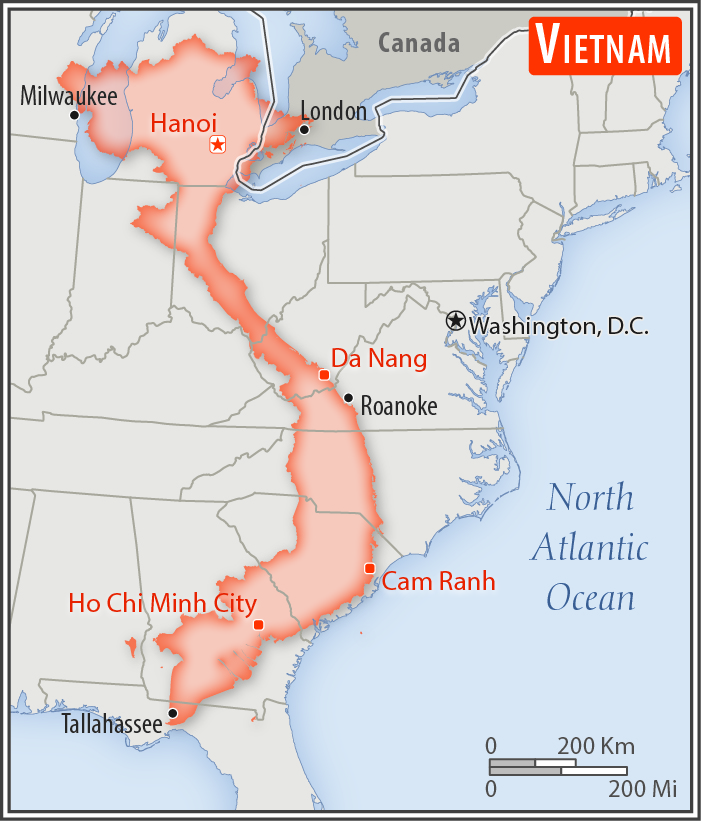 Canada
VIETNAM
Milwaukee
London
Hanoi
Washington, D.C.
Da Nang
Roanoke
North
Atlantic
Ocean
Cam Ranh
Ho Chi Minh City
Tallahassee
0 200 Km
0 200 Mi